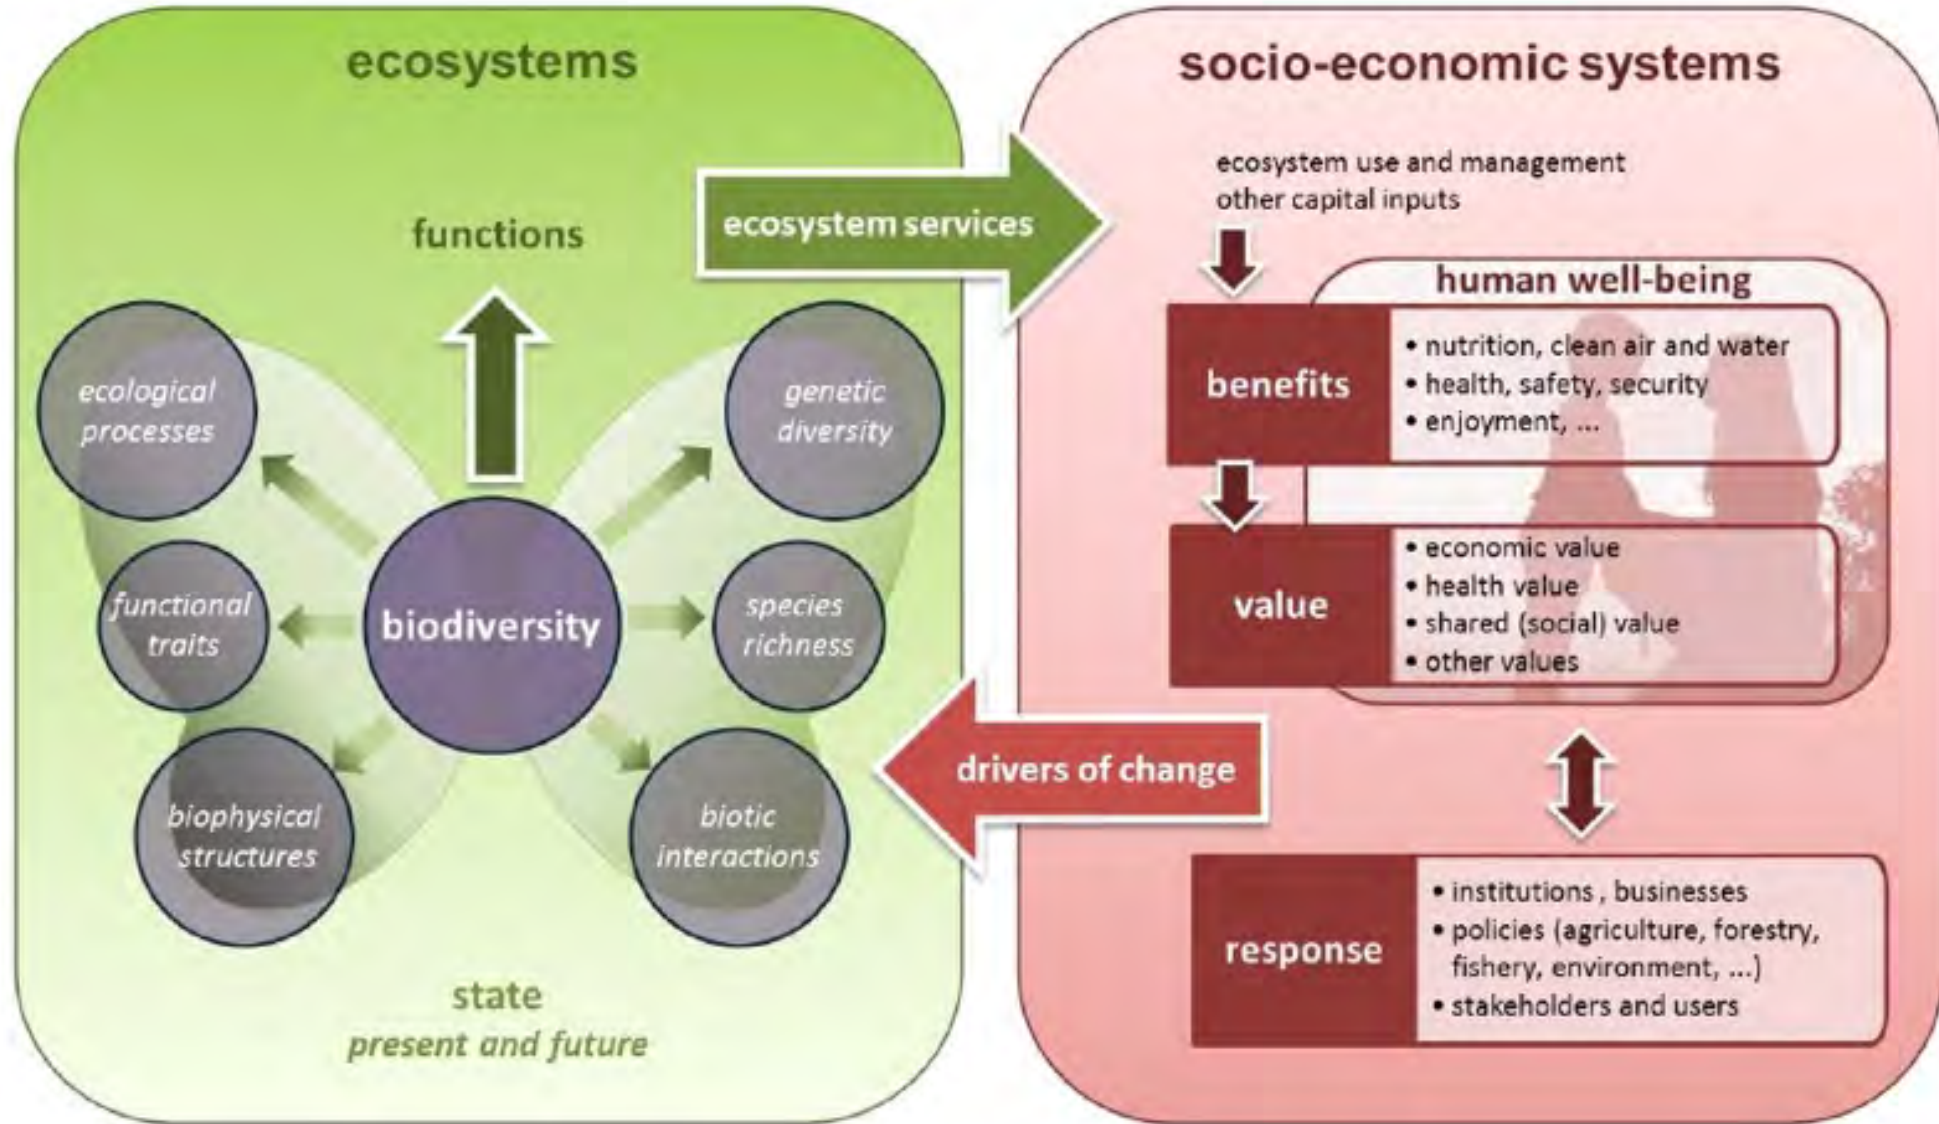 ecosystems
functions
ecosystem services
ecological
processes
genetic
diversity
functional
traits
biodiversity
species
richness
biophysical
structures
biotic
interactions
state
present and future
socio-economic systems
ecosystem use and management
other capital inputs
human well-being
benefits
• nutrition, clean air and water
• health, safety, security
• enjoyment, ...
value
• economic value
• health value
• shared (social) value
• other values
drivers of change
response
• institutions , businesses
• policies (agriculture, forestry,
fishery, environment, ...)
• stakeholders and users